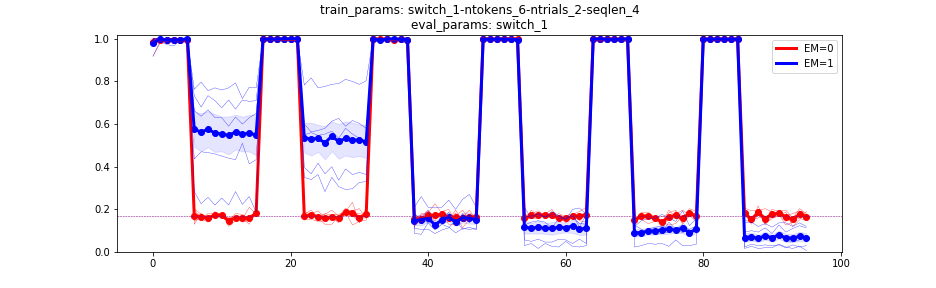 train_params: switch_1-ntokens_6-ntrials_2-seqlen_4
eval_params: switch_1
1.0
0.8
0.6
0.4
0.2
0.0
EM=0
EM=1
0 20 40 60 80 100